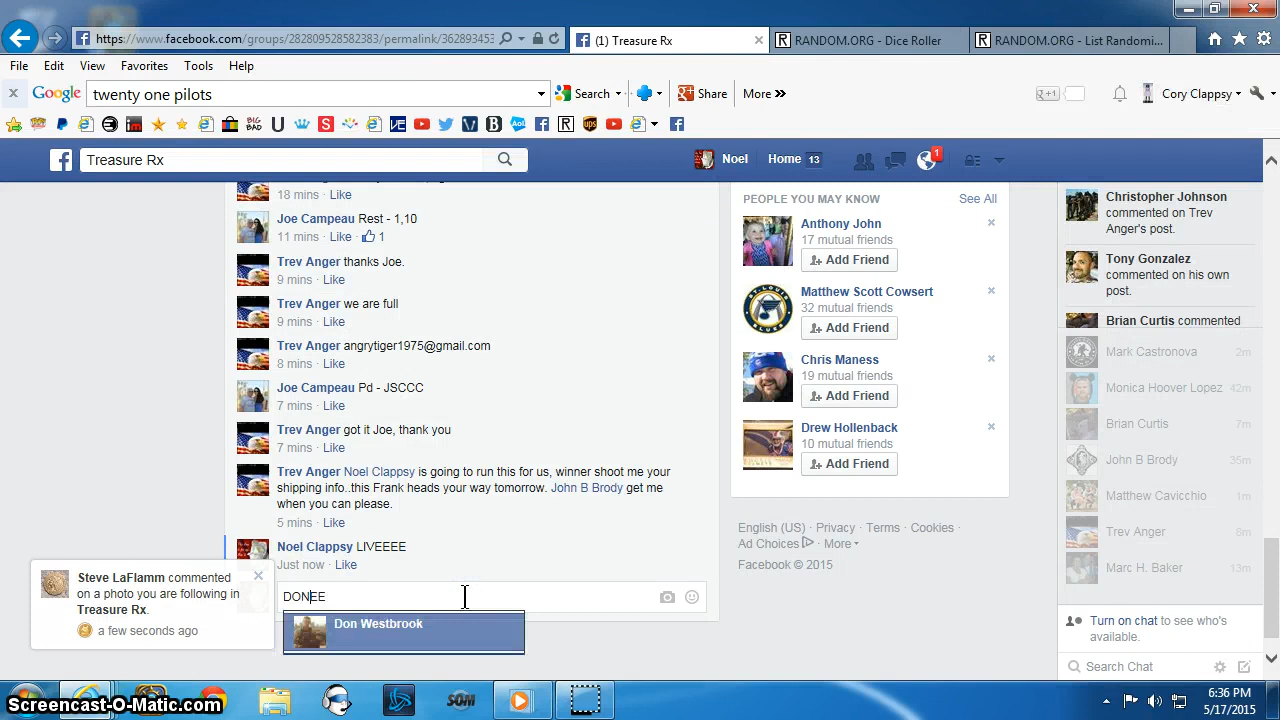 https://www.facebook.com/groups/282809528582383/permalink/362893453
(1) Treasure Rx
RANDOM.ORG - Dice Roller
RANDOM.ORG - List Randomi...
File Edit View Favorites Tools Help
Google
twenty one pilots
Search
Share
More »
Cory Clappsy
Treasure Rx
Noel
Home 13
1
18 mins · Like
Joe Campeau Rest - 1,10
11 mins · Like · 1
Trev Anger thanks Joe.
9 mins · Like
Trev Anger we are full
9 mins · Like
Trev Anger angrytiger1975@gmail.com
8 mins · Like
Joe Campeau Pd - JSCCC
7 mins · Like
Trev Anger got it Joe, thank you
7 mins · Like
Trev Anger Noel Clappsy is going to run this for us, winner shoot me your
shipping info..this Frank heads your way tomorrow. John B Brody get me
when you can please.
5 mins · Like
Noel Clappsy LIVEEEE
Just now · Like
DONEE
Don Westbrook
Steve LaFlamm commented
on a photo you are following in
Treasure Rx.
a few seconds ago
PEOPLE YOU MAY KNOW
See All
Anthony John
17 mutual friends
Add Friend
Matthew Scott Cowsert
32 mutual friends
Add Friend
Chris Maness
19 mutual friends
Add Friend
Drew Hollenback
10 mutual friends
Add Friend
English (US) · Privacy · Terms · Cookies ·
Ad Choices · More
Facebook © 2015
Christopher Johnson
commented on Trev
Anger's post.
Tony Gonzalez
commented on his own
post.
Brian Curtis commented
Mark Castronova 2m
Monica Hoover Lopez 42m
Brian Curtis 7m
John B Brody 35m
Matthew Cavicchio 1m
Trev Anger 8m
Marc H. Baker 13m
Turn on chat to see who's
available.
Search Chat
SOM
6:36 PM
5/17/2015
Screencast-O-Matic.com